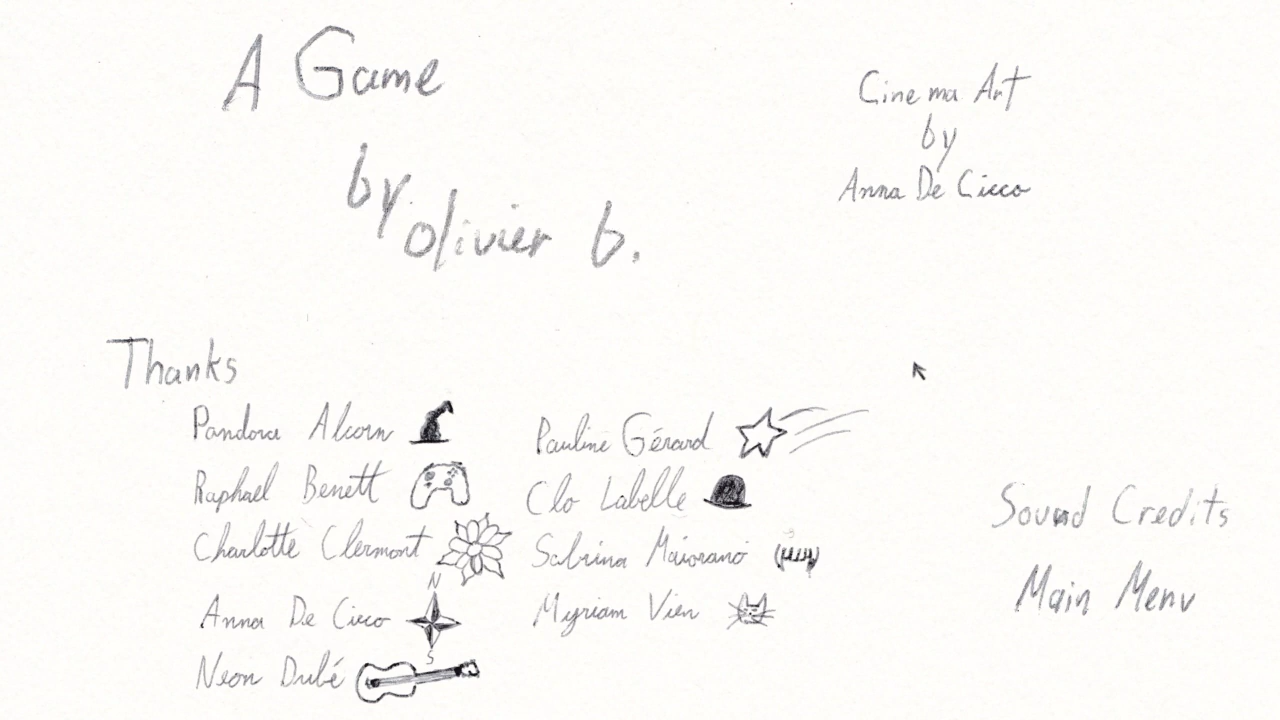 A Game
by olivier b.
Cinema Art
by
Anna De Cicco
Thanks
Pandora Alcorn
Raphael Benett
Charlotte Clermont
N
Anna De Cicco
S
Neon Dubé
Pauline Gérard
Clo Labelle
Sabrina Maiorano
Myriam Vien
Sound Credits
Main Menu